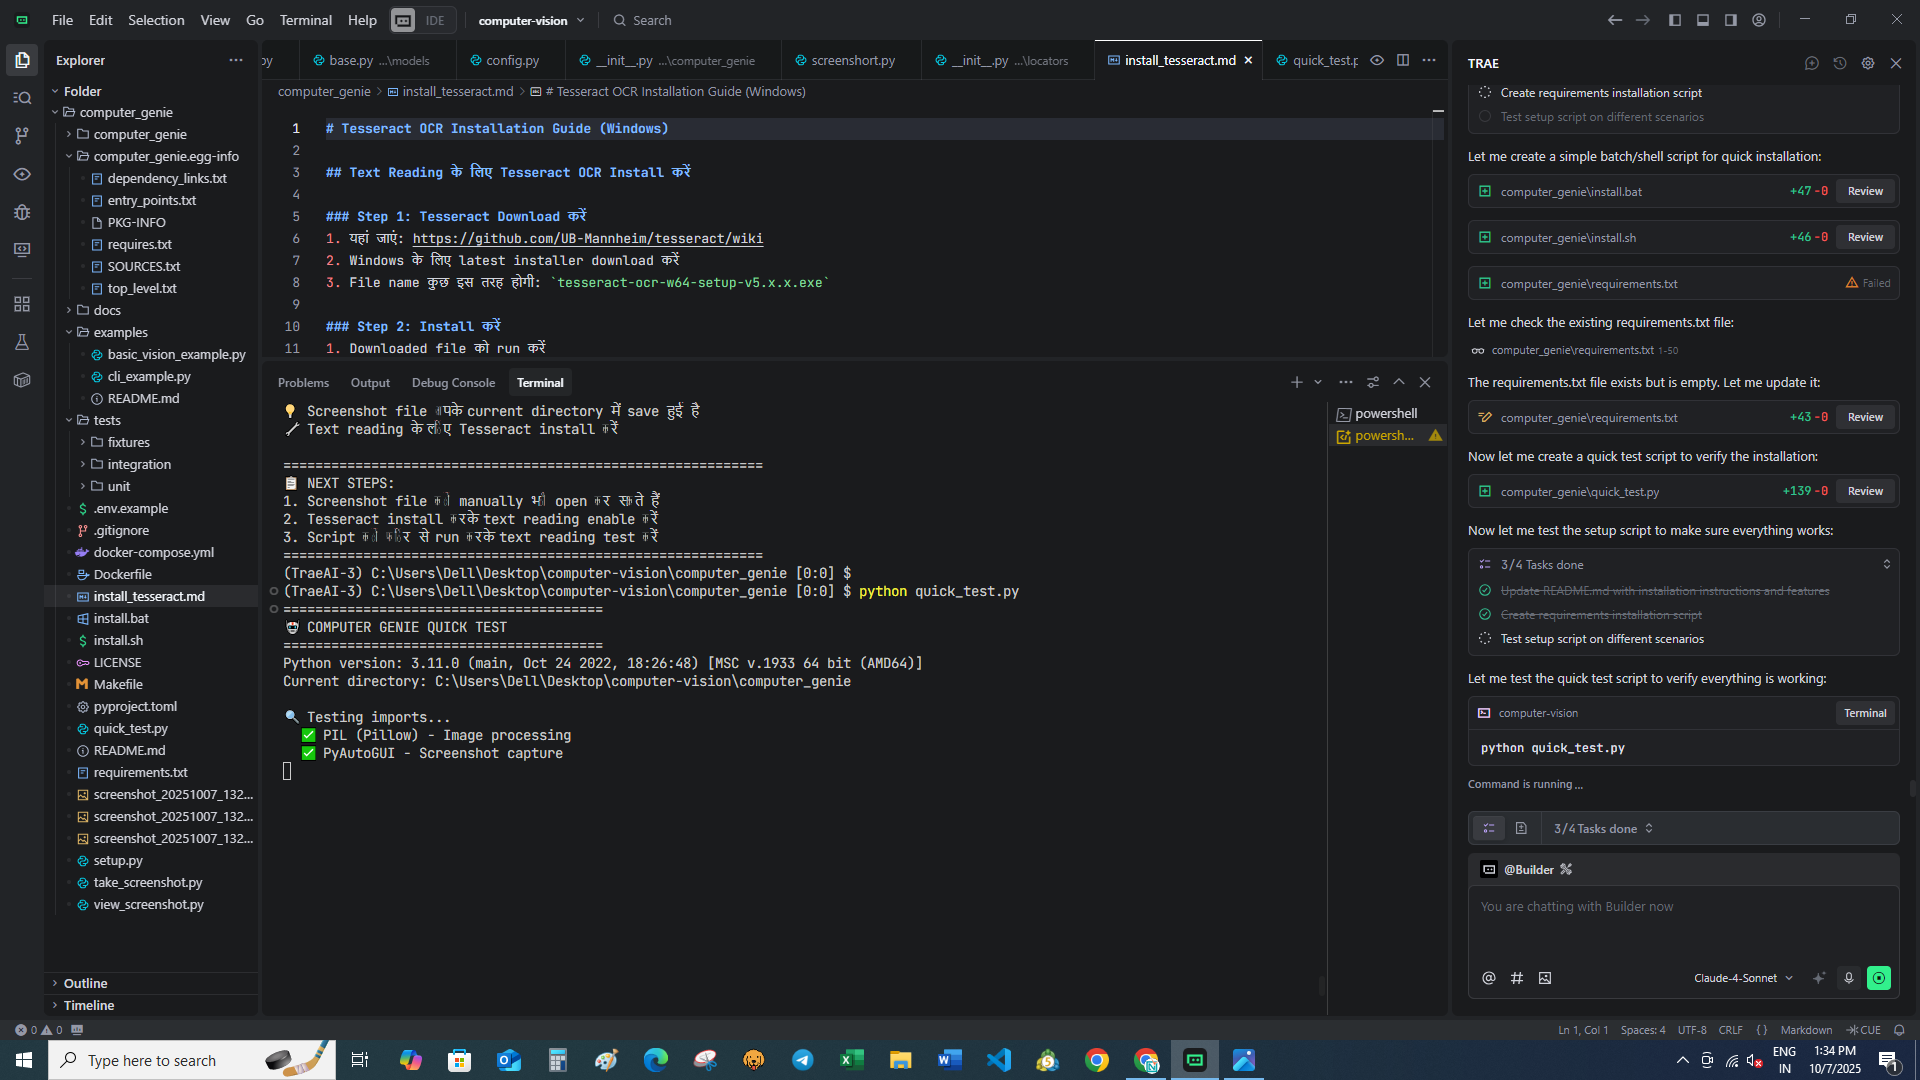 File Edit Selection View Go Terminal Help
IDE
computer-vision
Search
Explorer
Folder
computer_genie
computer_genie
computer_genie.egg-info
dependency_links.txt
entry_points.txt
PKG-INFO
requires.txt
SOURCES.txt
top_level.txt
docs
examples
basic_vision_example.py
cli_example.py
README.md
tests
fixtures
integration
unit
.env.example
.gitignore
docker-compose.yml
Dockerfile
install_tesseract.md
install.bat
install.sh
LICENSE
Makefile
pyproject.toml
quick_test.py
README.md
requirements.txt
screenshot_20251007_132...
screenshot_20251007_132...
screenshot_20251007_132...
setup.py
take_screenshot.py
view_screenshot.py
Outline
Timeline
py
base.py ...\models
config.py
__init__.py ...\computer_genie
screenshort.py
__init__.py ...\locators
install_tesseract.md
quick_test.p
computer_genie > install_tesseract.md > # Tesseract OCR Installation Guide (Windows)
1 # Tesseract OCR Installation Guide (Windows)
2
3 ## Text Reading के लिए Tesseract OCR Install करें
4
5 ### Step 1: Tesseract Download करें
6 1. यहां जाएं: https://github.com/UB-Mannheim/tesseract/wiki
7 2. Windows के लिए latest installer download करें
8 3. File name कुछ इस तरह होगी: `tesseract-ocr-w64-setup-v5.x.x.exe`
9
10 ### Step 2: Install करें
11 1. Downloaded file को run करें
Problems Output Debug Console Terminal
💡 Screenshot file आपके current directory में save हुई है
🔧 Text reading के लिए Tesseract install करें
============================================================
📋 NEXT STEPS:
1. Screenshot file को manually भी open कर सकते हैं
2. Tesseract install करके text reading enable करें
3. Script को फिर से run करके text reading test करें
============================================================
(TraeAI-3) C:\Users\Dell\Desktop\computer-vision\computer_genie [0:0] $
(TraeAI-3) C:\Users\Dell\Desktop\computer-vision\computer_genie [0:0] $ python quick_test.py
========================================
🤖 COMPUTER GENIE QUICK TEST
========================================
Python version: 3.11.0 (main, Oct 24 2022, 18:26:48) [MSC v.1933 64 bit (AMD64)]
Current directory: C:\Users\Dell\Desktop\computer-vision\computer_genie
🔍 Testing imports...
✅ PIL (Pillow) - Image processing
✅ PyAutoGUI - Screenshot capture
powershell
powersh...
TRAE
Create requirements installation script
Test setup script on different scenarios
Let me create a simple batch/shell script for quick installation:
computer_genie\install.bat +47 -0 Review
computer_genie\install.sh +46 -0 Review
computer_genie\requirements.txt Failed
Let me check the existing requirements.txt file:
computer_genie\requirements.txt 1-50
The requirements.txt file exists but is empty. Let me update it:
computer_genie\requirements.txt +43 -0 Review
Now let me create a quick test script to verify the installation:
computer_genie\quick_test.py +139 -0 Review
Now let me test the setup script to make sure everything works:
3/4 Tasks done
Update README.md with installation instructions and features
Create requirements installation script
Test setup script on different scenarios
Let me test the quick test script to verify everything is working:
computer-vision Terminal
python quick_test.py
Command is running ...
3/4 Tasks done
@Builder
You are chatting with Builder now
Claude-4-Sonnet
0 0
Ln 1, Col 1 Spaces: 4 UTF-8 CRLF {} Markdown CUE
Type here to search
ENG
IN
1:34 PM
10/7/2025
1